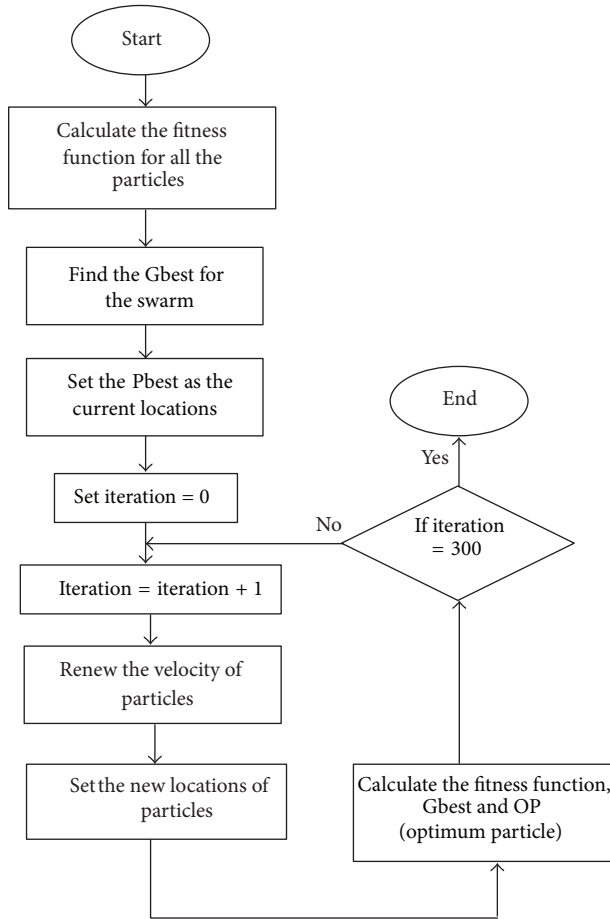 Start
Calculate the fitness
function for all the
particles
Find the Gbest for
the swarm
Set the Pbest as the
current locations
Set iteration = 0
Iteration = iteration + 1
Renew the velocity of
particles
Set the new locations of
particles
Calculate the fitness function,
Gbest and OP
(optimum particle)
If iteration
= 300
No
Yes
End